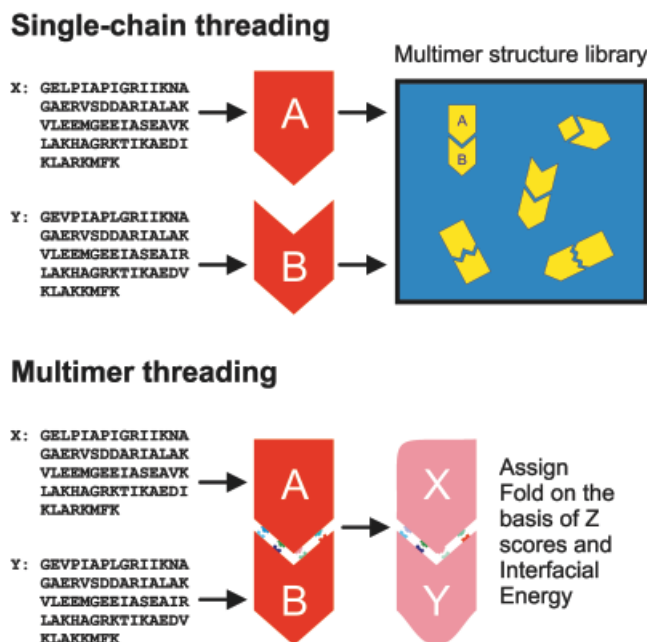 Single-chain threading
Multimer structure library
X: GELPIAPIGRIIKNA
GAERVSDDARIALAK
VLEEMGEEIASEAVK
LAKHAGRKTIKAEDI
KLARKMFK
A
Y: GEVPIAPLGRIIKNA
GAERVSDDARIALAK
VLEEMGEEIASEAIR
LAKHAGRKTIKAEDV
KLAKKMFK
B
A
B
Multimer threading
X: GELPIAPIGRIIKNA
GAERVSDDARIALAK
VLEEMGEEIASEAVK
LAKHAGRKTIKAEDI
KLARKMFK
A
X
Y: GEVPIAPLGRIIKNA
GAERVSDDARIALAK
VLEEMGEEIASEAIR
LAKHAGRKTIKAEDV
KLAKKMFK
B
Y
Assign
Fold on the
basis of Z
scores and
Interfacial
Energy